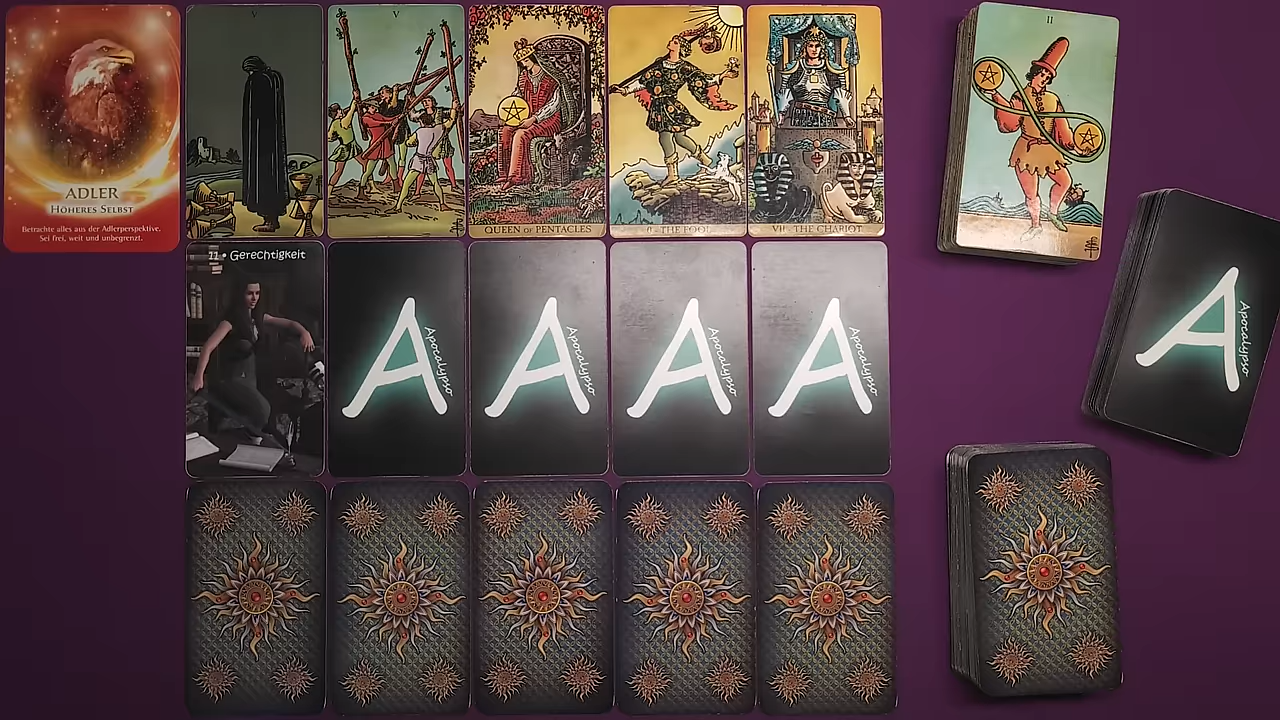 ADLER
HÖHERES SELBST
Betrachte alles aus der Adlerperspektive.
Sei frei, weit und unbegrenzt.
V
V
QUEEN OF PENTACLES
0 • THE FOOL
VII • THE CHARIOT
II
11 • Gerechtigkeit
A
Apocalypso
A
Apocalypso
A
Apocalypso
A
Apocalypso
A
Apocalypso